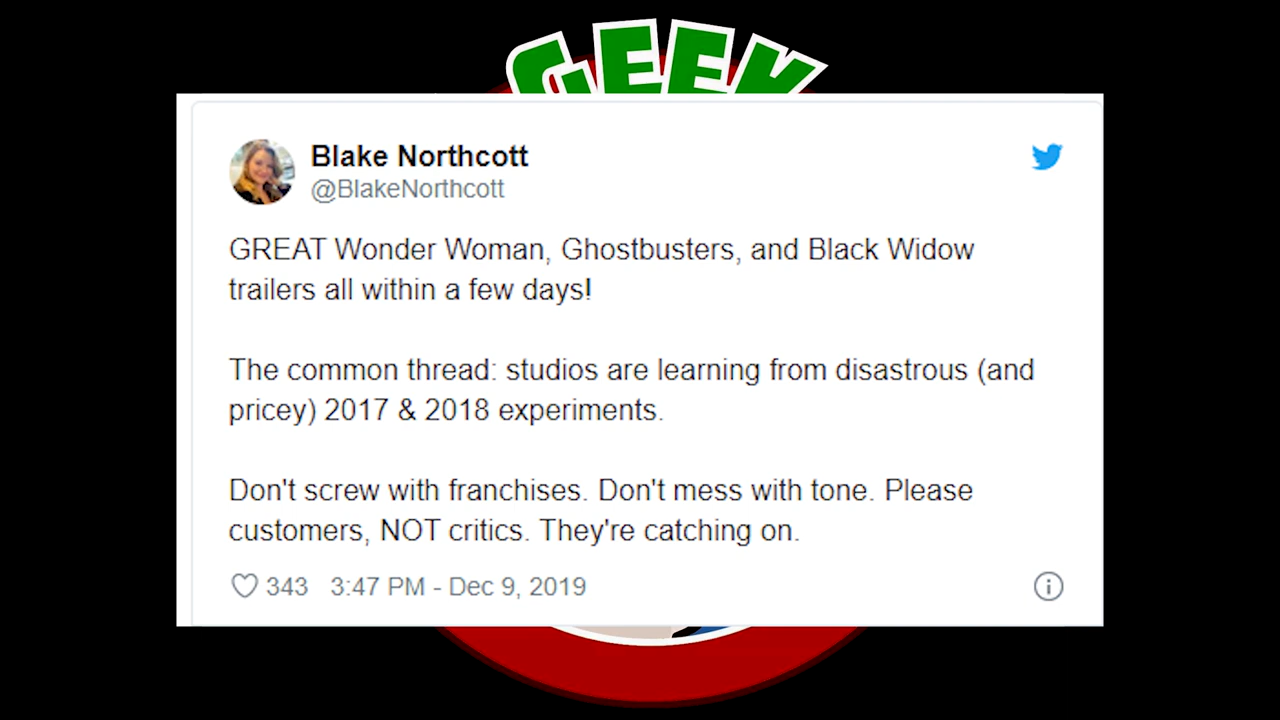 GEEK
Blake Northcott
@BlakeNorthcott
GREAT Wonder Woman, Ghostbusters, and Black Widow
trailers all within a few days!
The common thread: studios are learning from disastrous (and
pricey) 2017 & 2018 experiments.
Don't screw with franchises. Don't mess with tone. Please
customers, NOT critics. They're catching on.
343 3:47 PM - Dec 9, 2019